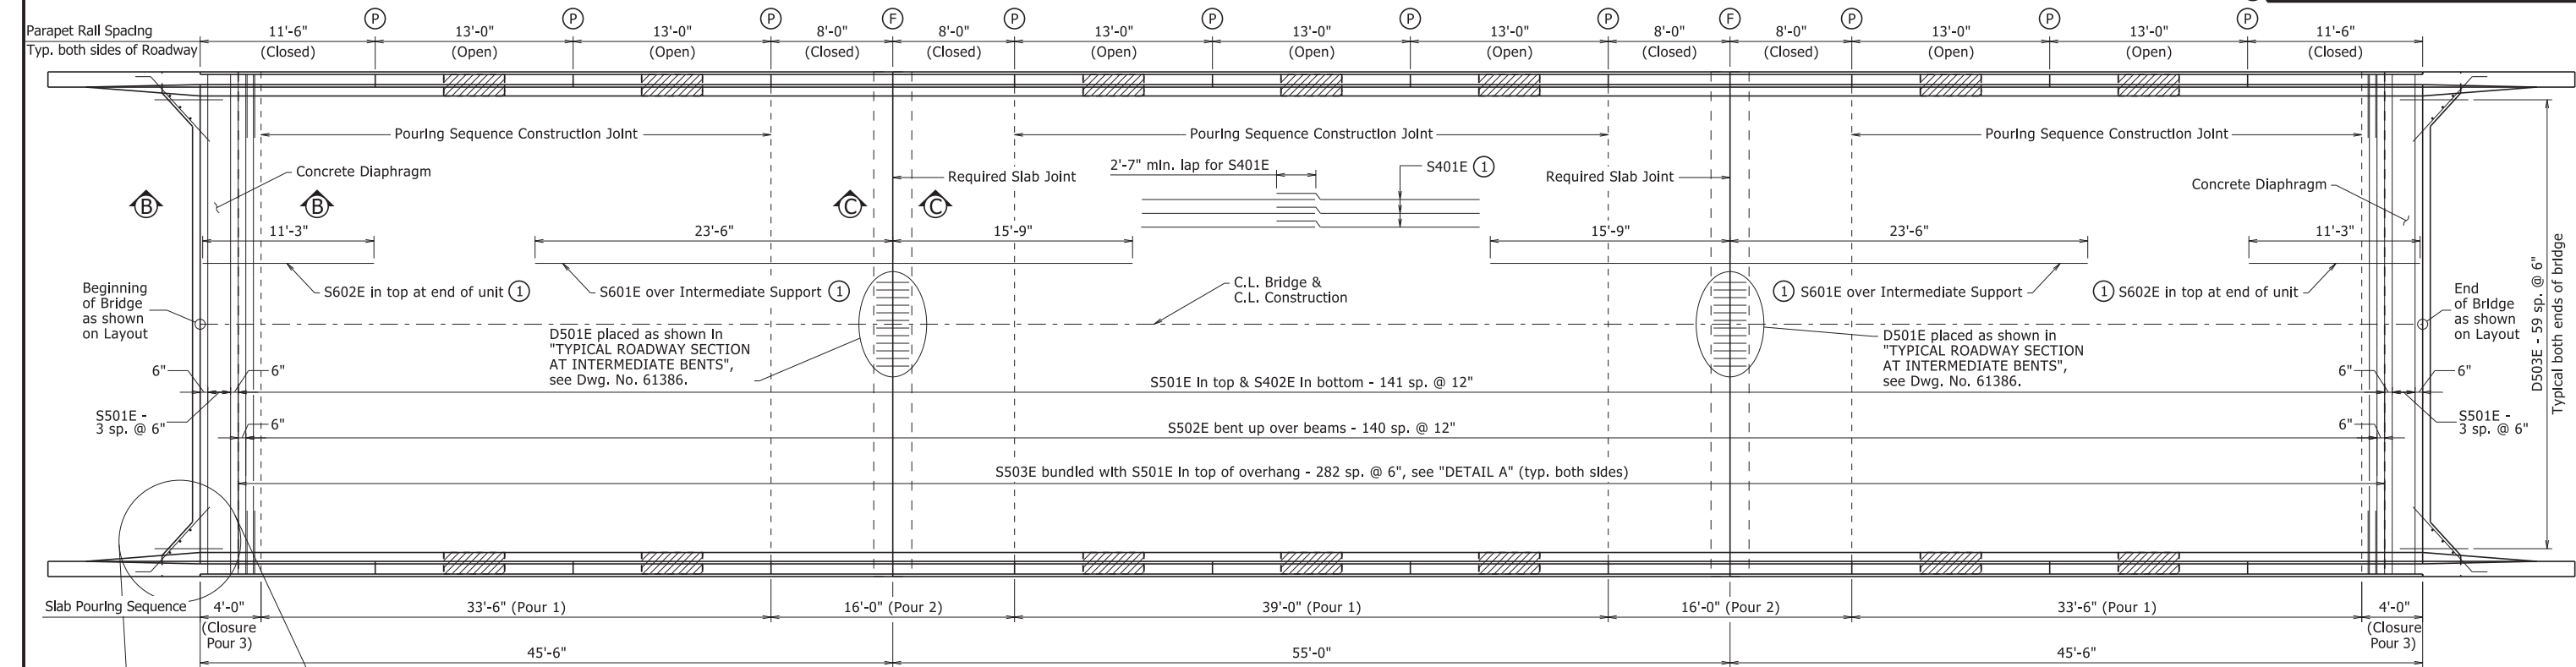 Parapet Rail Spacing
Typ. both sides of Roadway
11'-6"
(Closed)
P
13'-0"
(Open)
P
13'-0"
(Open)
P
8'-0"
(Closed)
F
8'-0"
(Closed)
P
13'-0"
(Open)
P
13'-0"
(Open)
P
13'-0"
(Open)
P
8'-0"
(Closed)
F
8'-0"
(Closed)
P
13'-0"
(Open)
P
13'-0"
(Open)
P
11'-6"
(Closed)
Pouring Sequence Construction Joint
Pouring Sequence Construction Joint
Pouring Sequence Construction Joint
Concrete Diaphragm
Required Slab Joint
2'-7" min. lap for S401E
S401E 1
Required Slab Joint
Concrete Diaphragm
B
B
C
C
11'-3"
23'-6"
15'-9"
15'-9"
23'-6"
11'-3"
S602E in top at end of unit 1
S601E over Intermediate Support 1
C.L. Bridge &
C.L. Construction
1 S601E over Intermediate Support
1 S602E in top at end of unit
Beginning
of Bridge
as shown
on Layout
End
of Bridge
as shown
on Layout
D501E placed as shown in
"TYPICAL ROADWAY SECTION
AT INTERMEDIATE BENTS",
see Dwg. No. 61386.
D501E placed as shown in
"TYPICAL ROADWAY SECTION
AT INTERMEDIATE BENTS",
see Dwg. No. 61386.
D503E - 59 sp. @ 6"
Typical both ends of bridge
6"
6"
S501E in top & S402E in bottom - 141 sp. @ 12"
6"
6"
S501E -
3 sp. @ 6"
6"
S502E bent up over beams - 140 sp. @ 12"
6"
S501E -
3 sp. @ 6"
S503E bundled with S501E in top of overhang - 282 sp. @ 6", see "DETAIL A" (typ. both sides)
Slab Pouring Sequence
4'-0"
(Closure
Pour 3)
33'-6" (Pour 1)
16'-0" (Pour 2)
39'-0" (Pour 1)
16'-0" (Pour 2)
33'-6" (Pour 1)
4'-0"
(Closure
Pour 3)
45'-6"
55'-0"
45'-6"